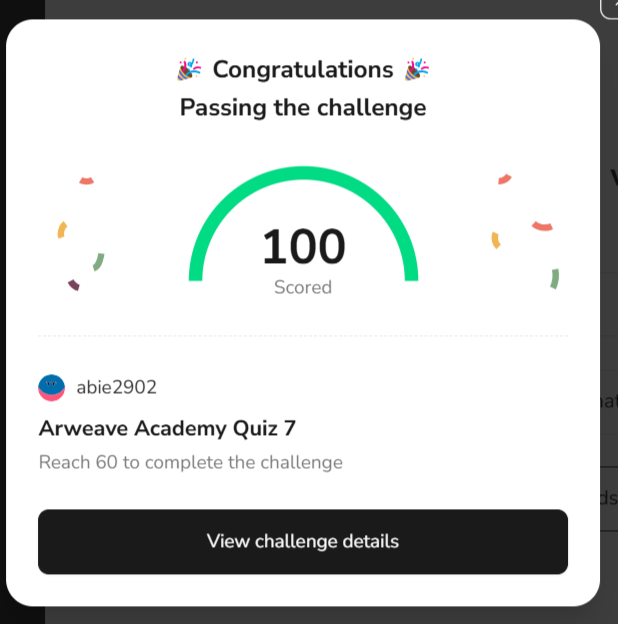 🎉 Congratulations 🎉
Passing the challenge
100
Scored
abie2902
Arweave Academy Quiz 7
Reach 60 to complete the challenge
View challenge details